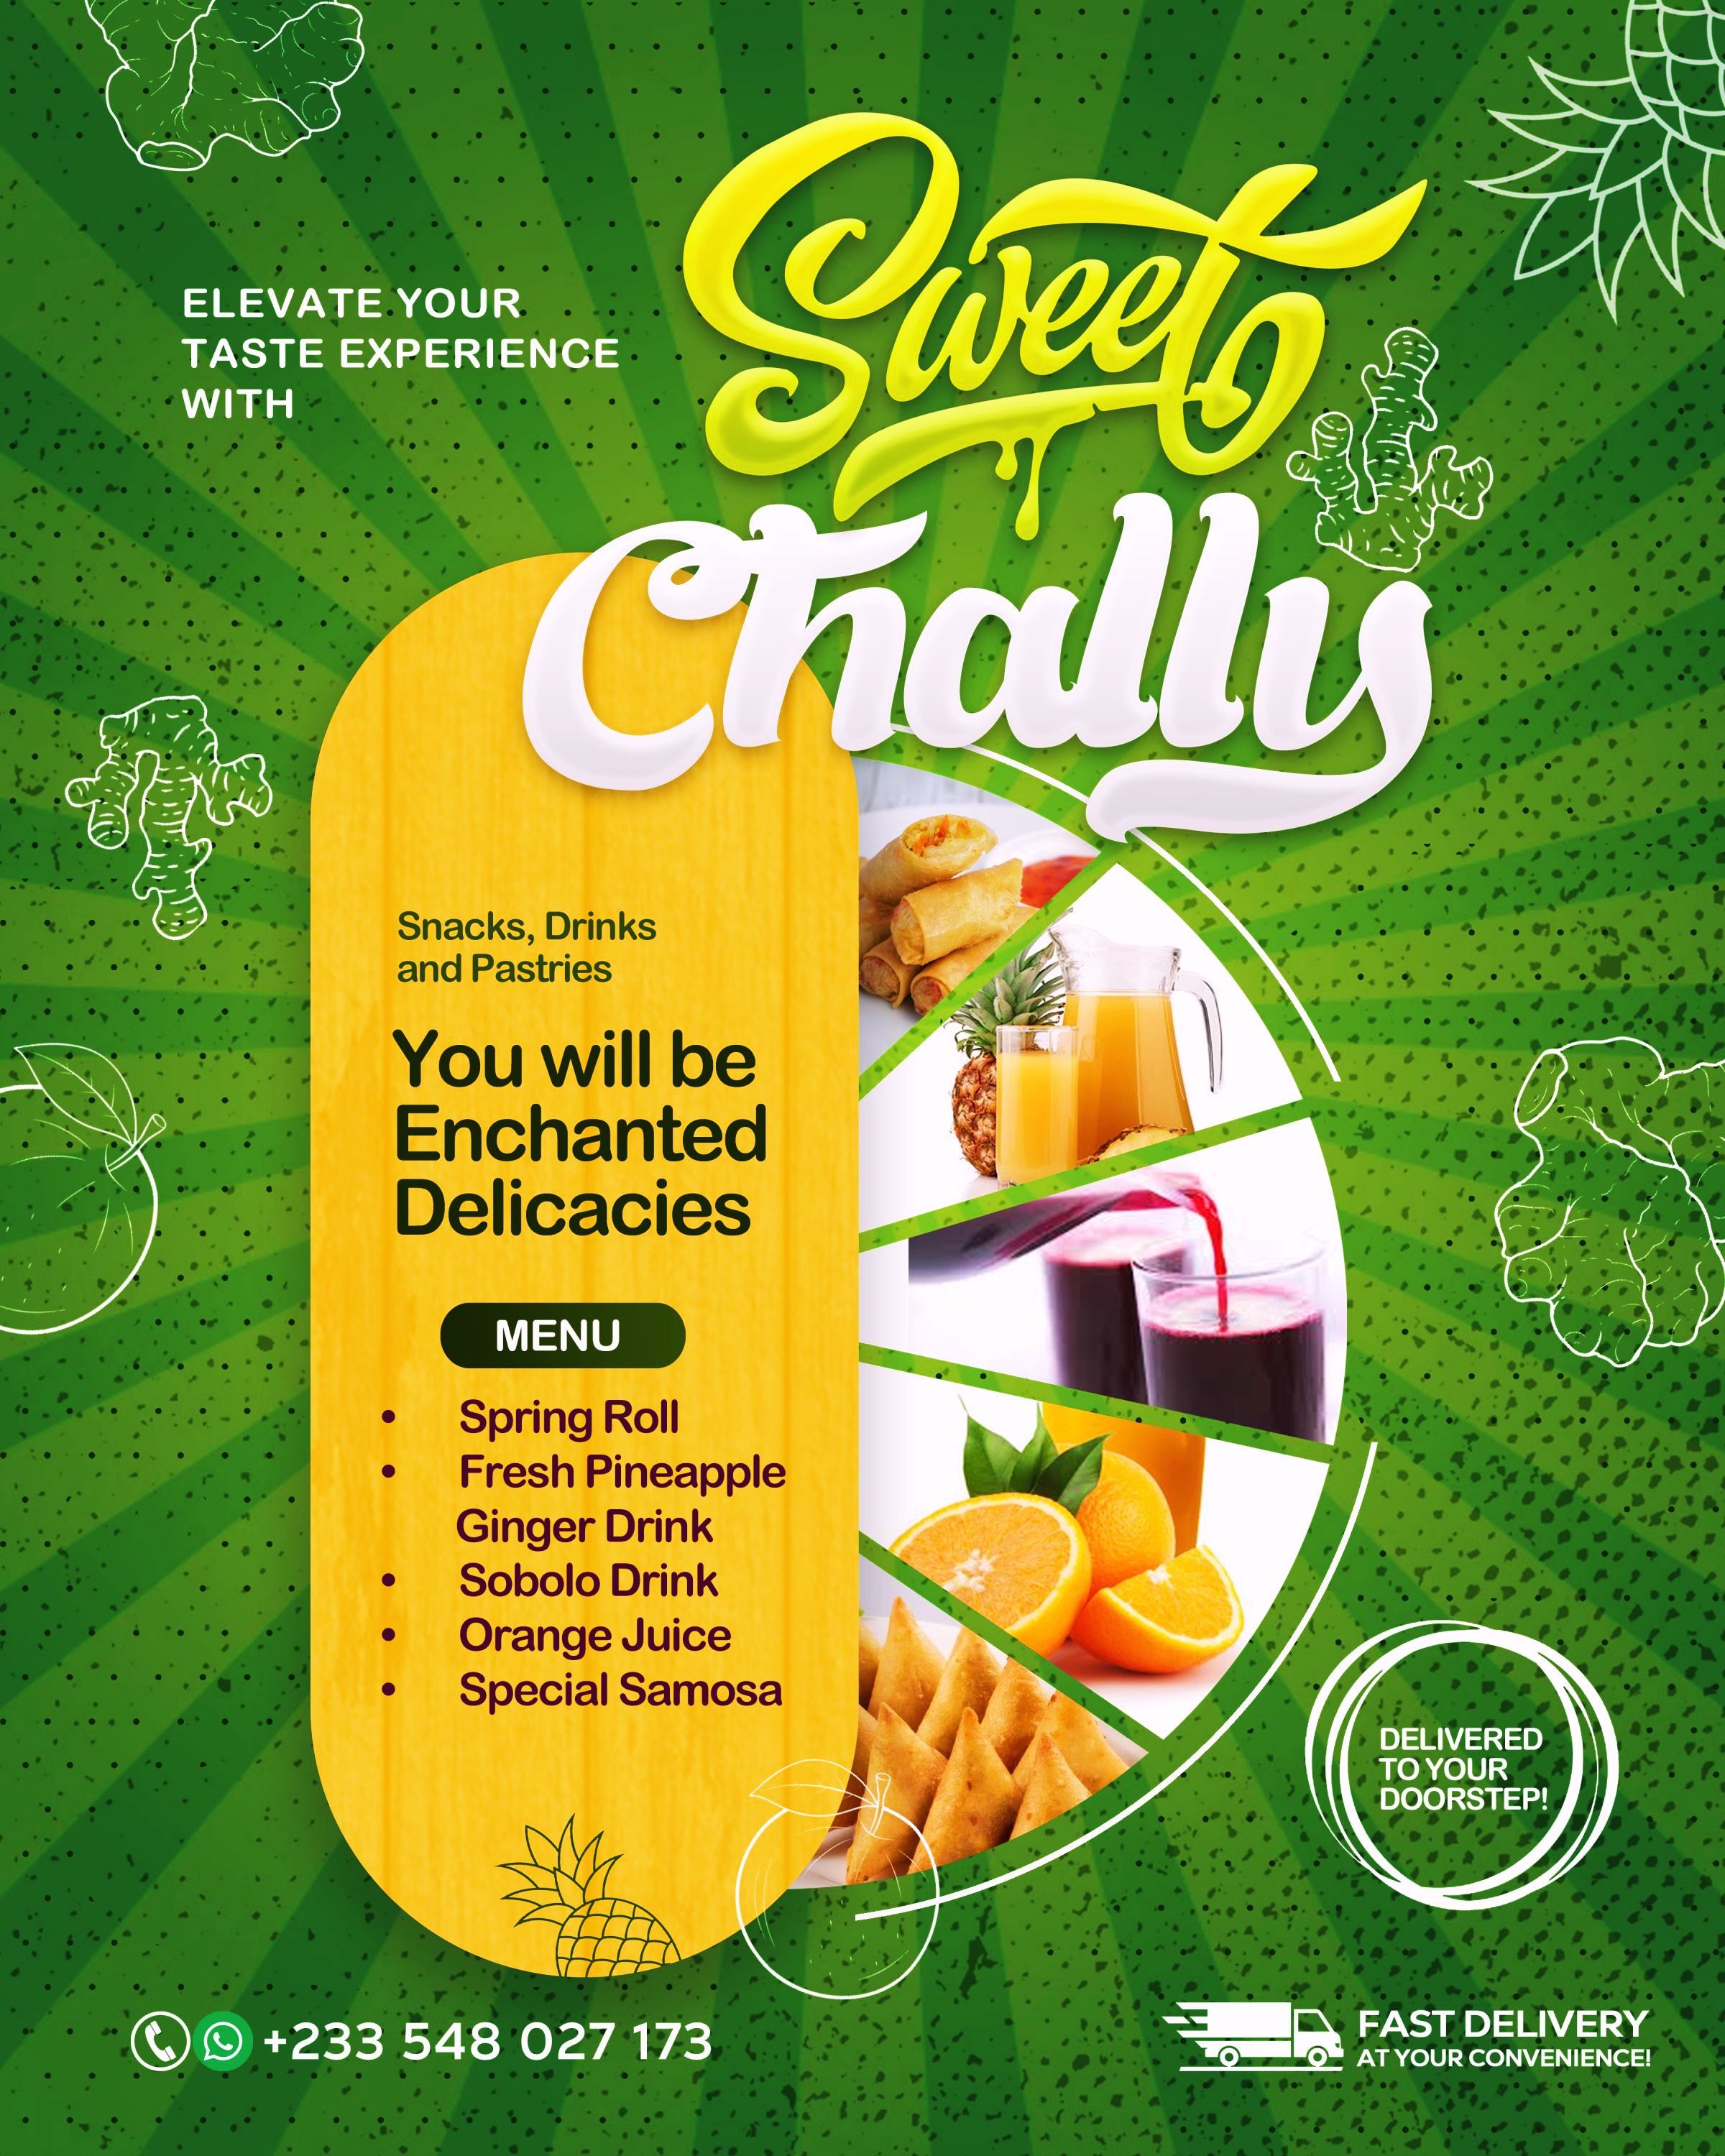 ELEVATE YOUR
TASTE EXPERIENCE
WITH
Sweet
Chally
Snacks, Drinks
and Pastries
You will be
Enchanted
Delicacies
MENU
• Spring Roll
• Fresh Pineapple
Ginger Drink
• Sobolo Drink
• Orange Juice
• Special Samosa
DELIVERED
TO YOUR
DOORSTEP!
+233 548 027 173
FAST DELIVERY
AT YOUR CONVENIENCE!